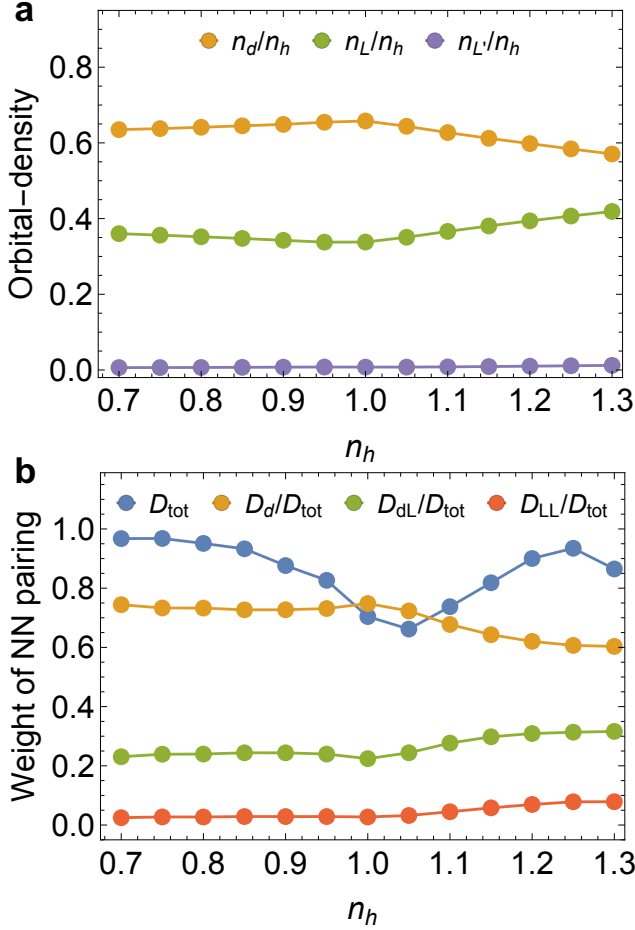 a
n_d/n_h n_L/n_h n_L'/n_h
Orbital-density
0.8
0.6
0.4
0.2
0.0
0.7 0.8 0.9 1.0 1.1 1.2 1.3
n_h
b
D_tot D_d/D_tot D_dL/D_tot D_LL/D_tot
Weight of NN pairing
1.0
0.8
0.6
0.4
0.2
0.0
0.7 0.8 0.9 1.0 1.1 1.2 1.3
n_h